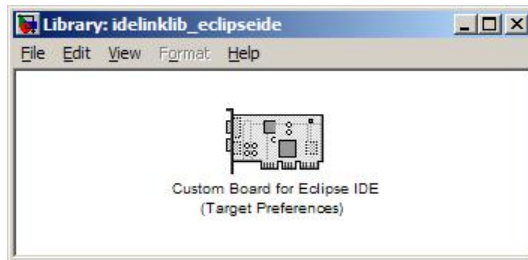 Library: idelinklib_eclipseide
File Edit View Format Help
Custom Board for Eclipse IDE
(Target Preferences)